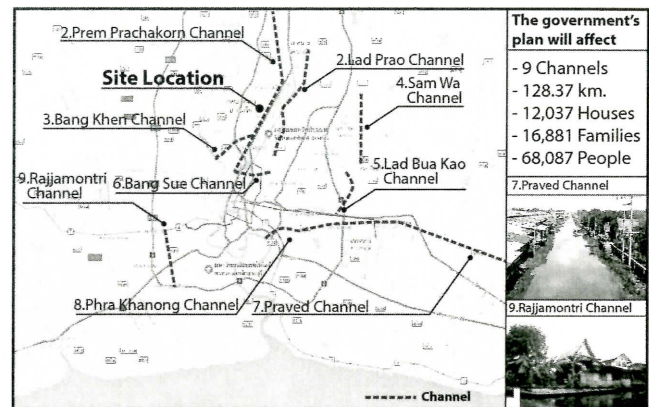 2.Prem Prachakorn Channel
2.Lad Prao Channel
Site Location
4.Sam Wa
Channel
3.Bang Khen Channel
5.Lad Bua Kao
Channel
9.Rajjamontri
Channel
6.Bang Sue Channel
8.Phra Khanong Channel
7.Praved Channel
Channel
The government's
plan will affect
- 9 Channels
- 128.37 km.
- 12,037 Houses
- 16,881 Families
- 68,087 People
7.Praved Channel
9.Rajjamontri Channel